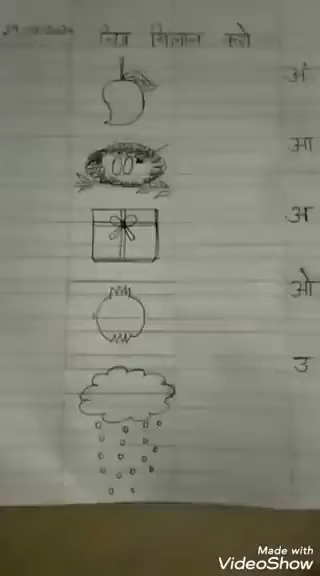 चित्र मिलान करो
अं
आ
अ
ओ
उ
Made with
VideoShow